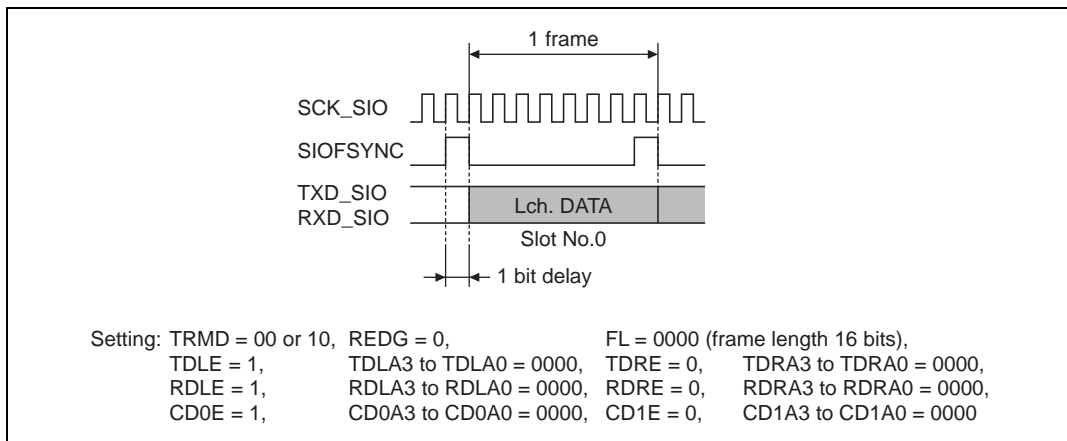 1 frame
SCK_SIO
SIOFSYNC
TXD_SIO
RXD_SIO
Lch. DATA
Slot No.0
1 bit delay
Setting: TRMD = 00 or 10, REDG = 0, FL = 0000 (frame length 16 bits),
TDLE = 1, TDLA3 to TDLA0 = 0000, TDRE = 0, TDRA3 to TDRA0 = 0000,
RDLE = 1, RDLA3 to RDLA0 = 0000, RDRE = 0, RDRA3 to RDRA0 = 0000,
CD0E = 1, CD0A3 to CD0A0 = 0000, CD1E = 0, CD1A3 to CD1A0 = 0000